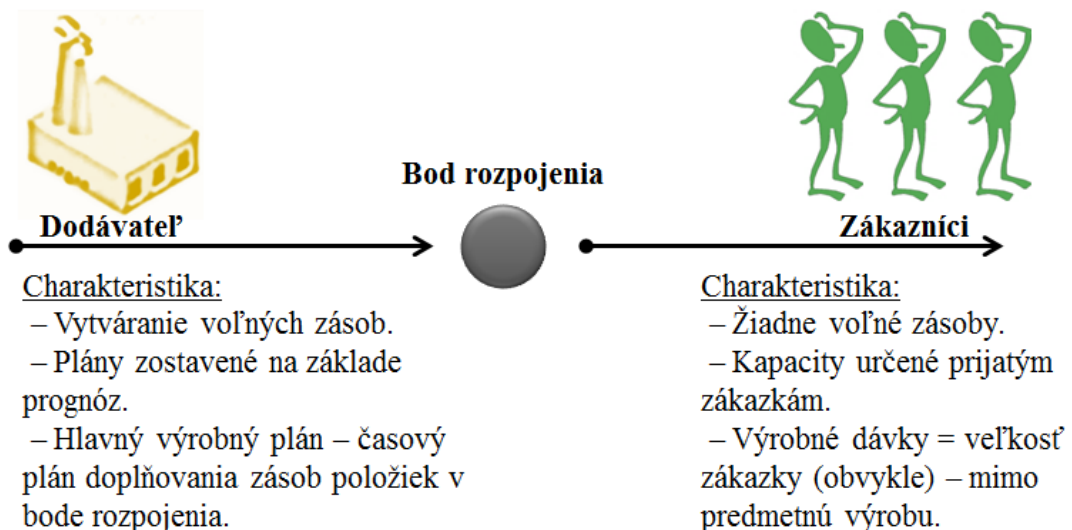 Bod rozpojenia
Dodávateľ
Zákazníci
Charakteristika:
– Vytváranie voľných zásob.
– Plány zostavené na základe
prognóz.
– Hlavný výrobný plán – časový
plán doplňovania zásob položiek v
bode rozpojenia.
Charakteristika:
– Žiadne voľné zásoby.
– Kapacity určené prijatým
zákazkám.
– Výrobné dávky = veľkosť
zákazky (obvykle) – mimo
predmetnú výrobu.